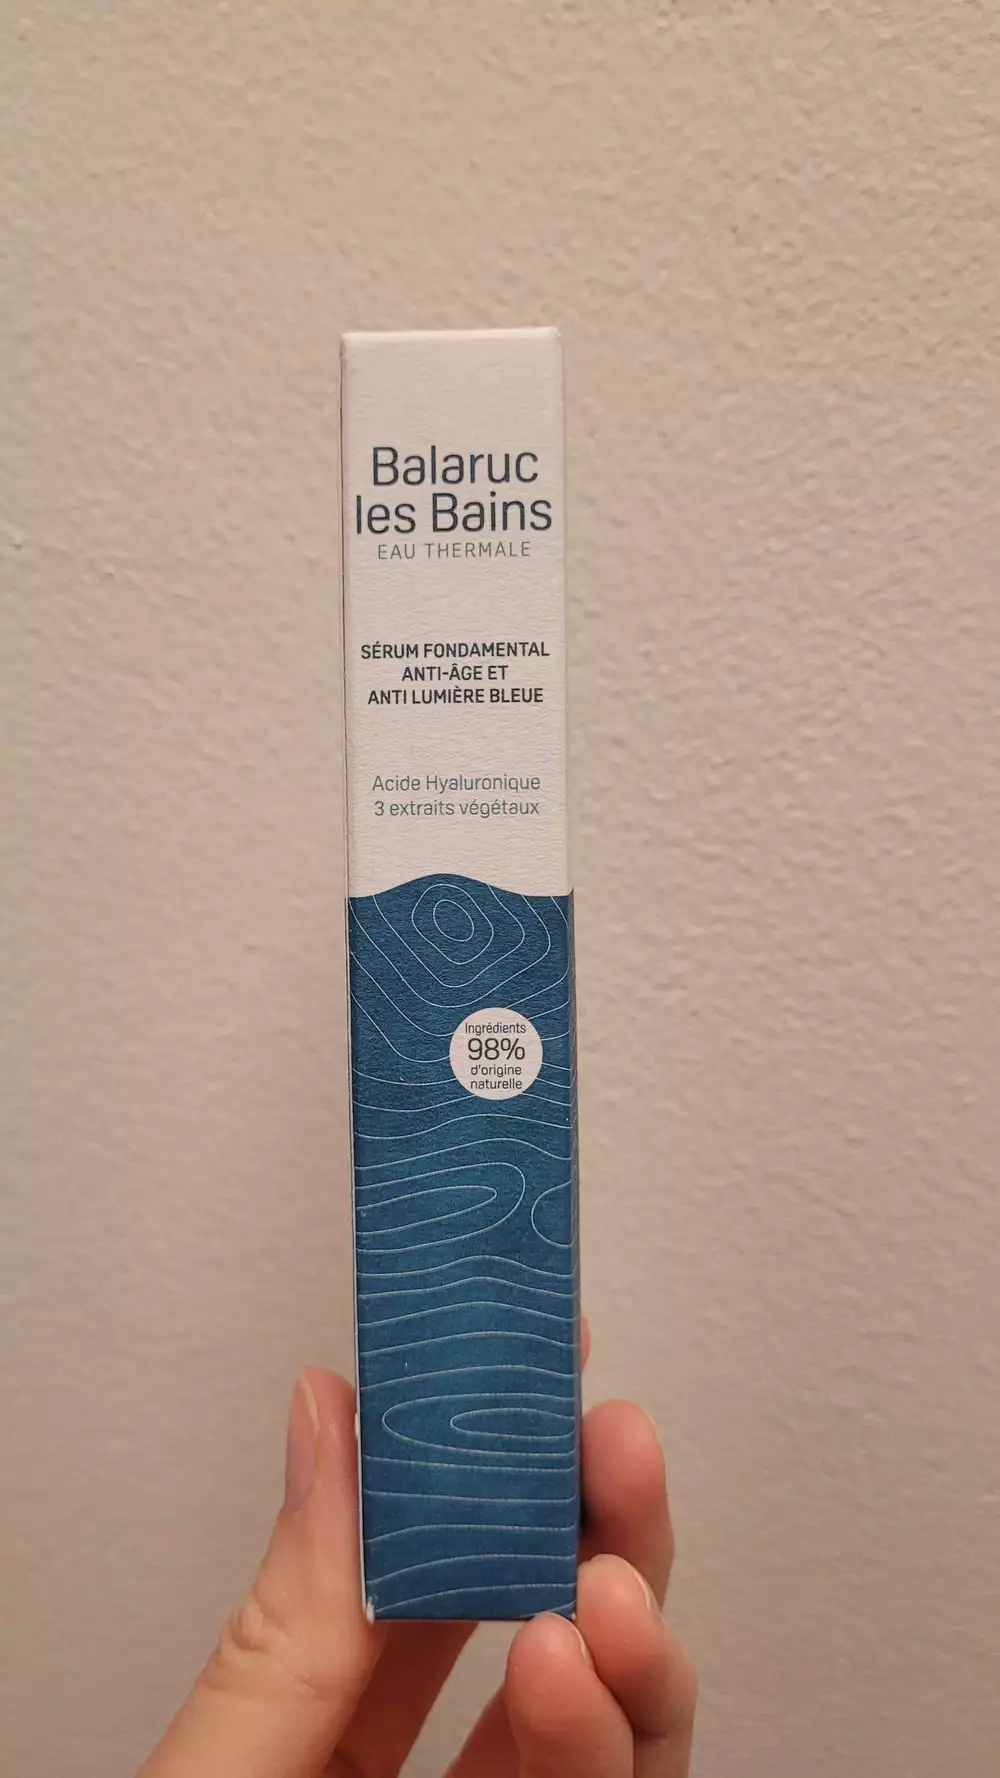 Balaruc
les Bains
EAU THERMALE
SÉRUM FONDAMENTAL
ANTI-ÂGE ET
ANTI LUMIÈRE BLEUE
Acide Hyaluronique
3 extraits végétaux
Ingrédients
98%
d'origine
naturelle